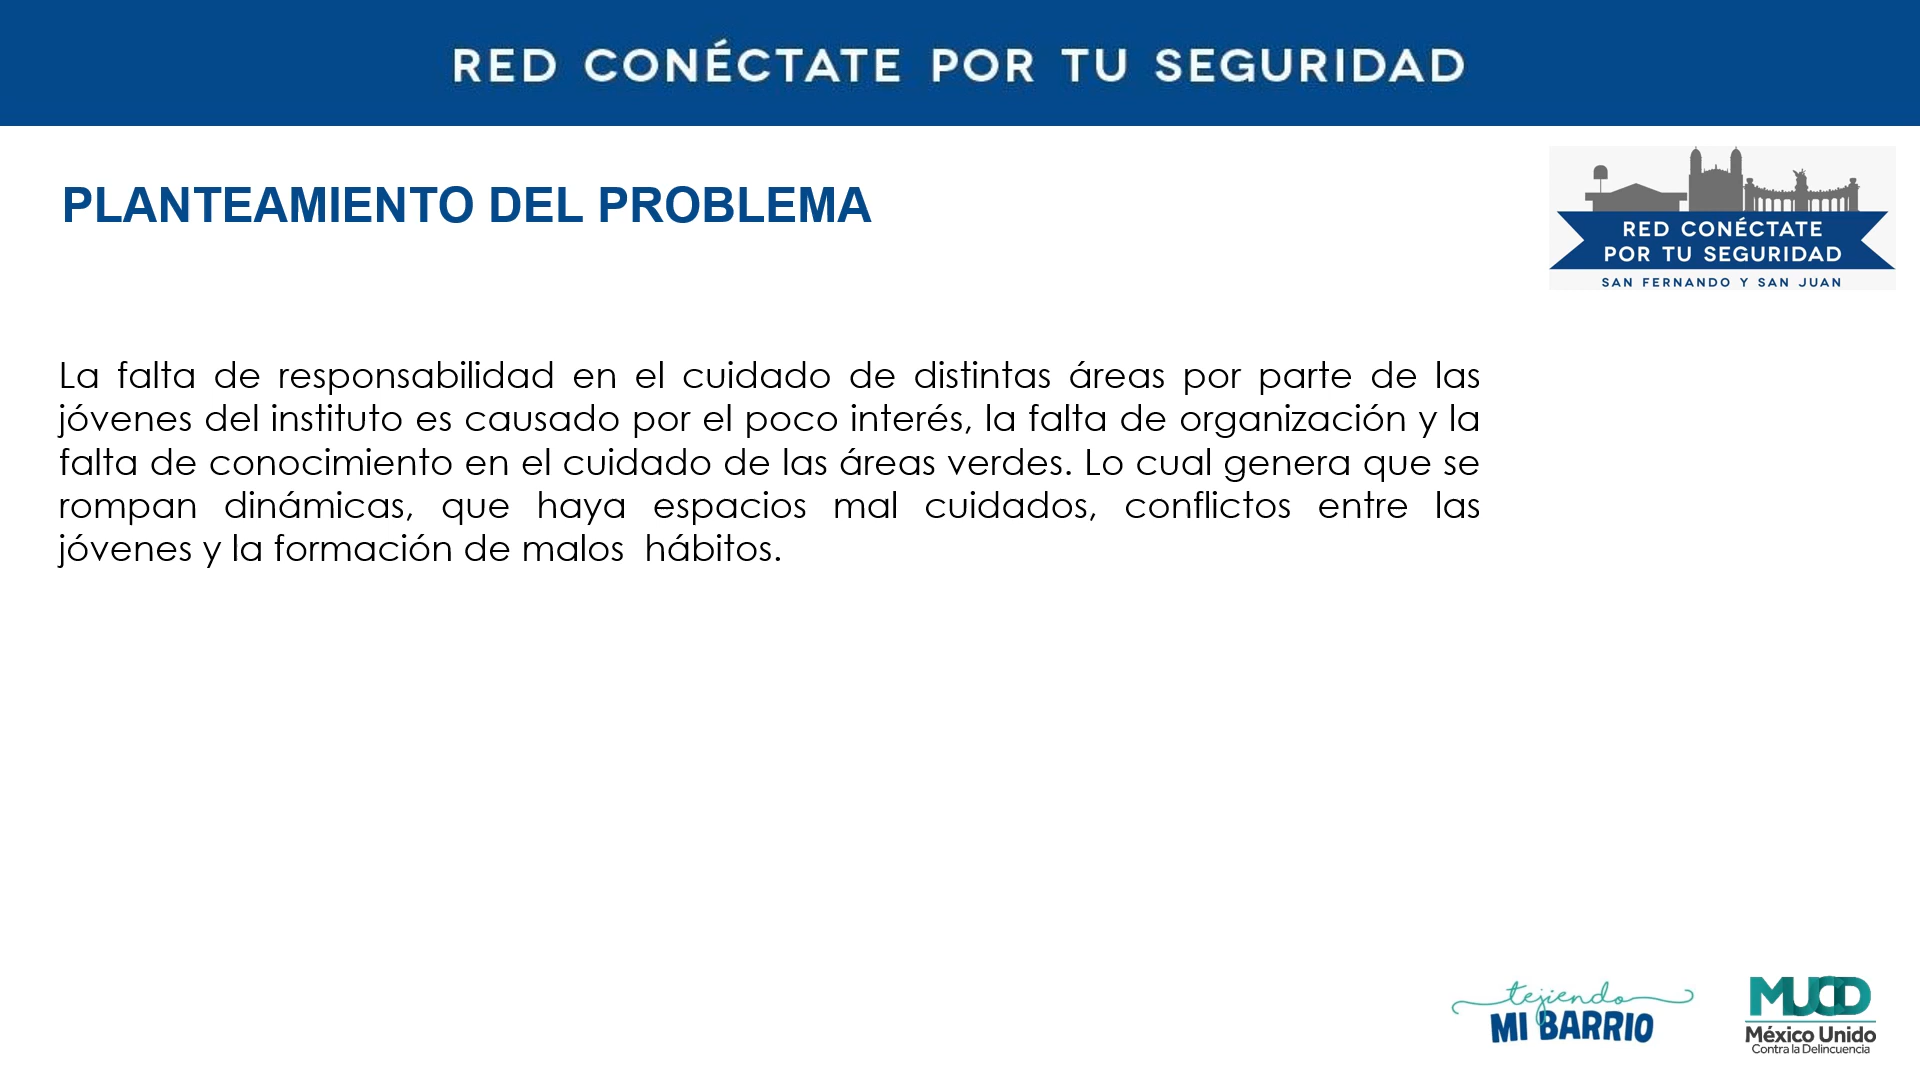 RED CONÉCTATE POR TU SEGURIDAD
PLANTEAMIENTO DEL PROBLEMA
RED CONÉCTATE
POR TU SEGURIDAD
SAN FERNANDO Y SAN JUAN
La falta de responsabilidad en el cuidado de distintas áreas por parte de las
jóvenes del instituto es causado por el poco interés, la falta de organización y la
falta de conocimiento en el cuidado de las áreas verdes. Lo cual genera que se
rompan dinámicas, que haya espacios mal cuidados, conflictos entre las
jóvenes y la formación de malos  hábitos.
tejiendo
MI BARRIO
MUCD
México Unido
Contra la Delincuencia